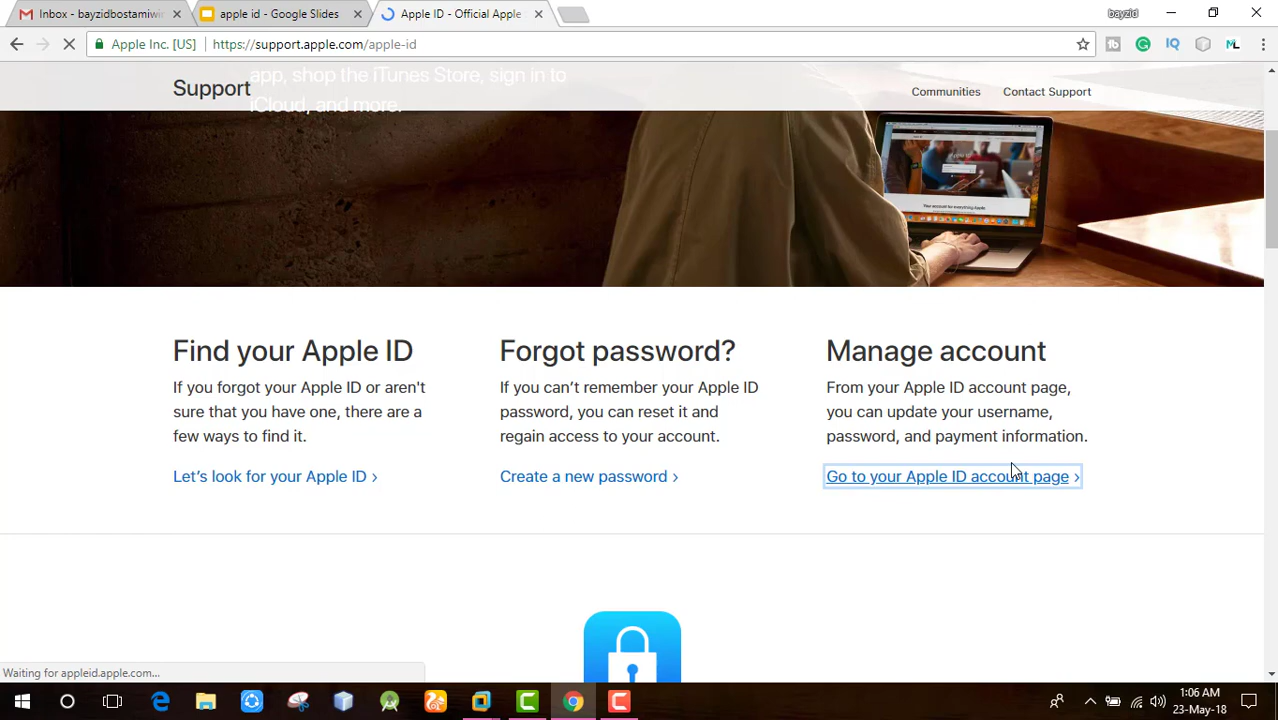 Inbox - bayzidbostamiwin
apple id - Google Slides
Apple ID - Official Apple
bayzid
Apple Inc. [US]
https://support.apple.com/apple-id
app, shop the iTunes Store, sign in to
iCloud, and more.
Support
Communities
Contact Support
Find your Apple ID
If you forgot your Apple ID or aren't
sure that you have one, there are a
few ways to find it.
Let's look for your Apple ID ›
Forgot password?
If you can't remember your Apple ID
password, you can reset it and
regain access to your account.
Create a new password ›
Manage account
From your Apple ID account page,
you can update your username,
password, and payment information.
Go to your Apple ID account page ›
Waiting for appleid.apple.com...
1:06 AM
23-May-18